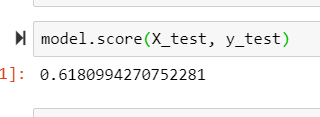 model.score(X_test, y_test)
1]: 0.6180994270752281